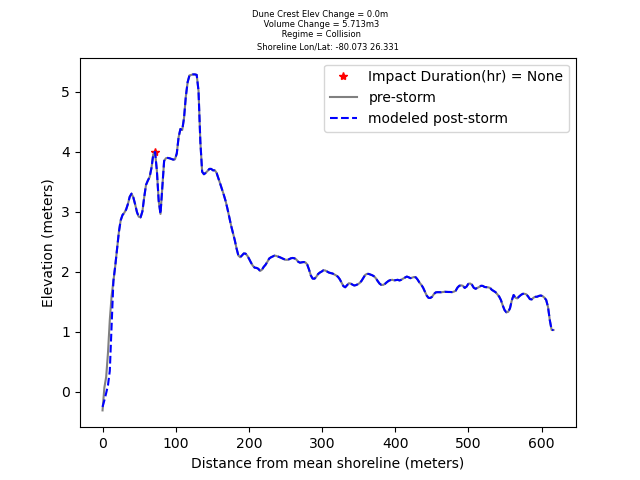 Dune Crest Elev Change = 0.0m
Volume Change = 5.713m3
Regime = Collision
Shoreline Lon/Lat: -80.073 26.331
Impact Duration(hr) = None
pre-storm
modeled post-storm
Elevation (meters)
5
4
3
2
1
0
0 100 200 300 400 500 600
Distance from mean shoreline (meters)